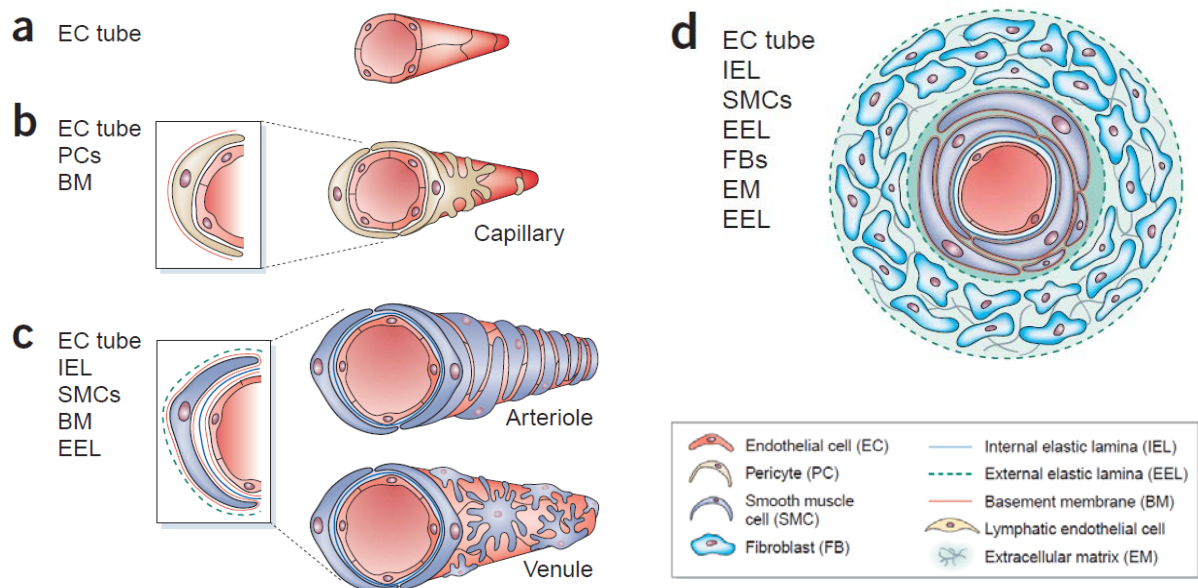 a
EC tube
b
EC tube
PCs
BM
Capillary
c
EC tube
IEL
SMCs
BM
EEL
Arteriole
Venule
d
EC tube
IEL
SMCs
EEL
FBs
EM
EEL
Endothelial cell (EC)
Pericyte (PC)
Smooth muscle
cell (SMC)
Fibroblast (FB)
Internal elastic lamina (IEL)
External elastic lamina (EEL)
Basement membrane (BM)
Lymphatic endothelial cell
Extracellular matrix (EM)